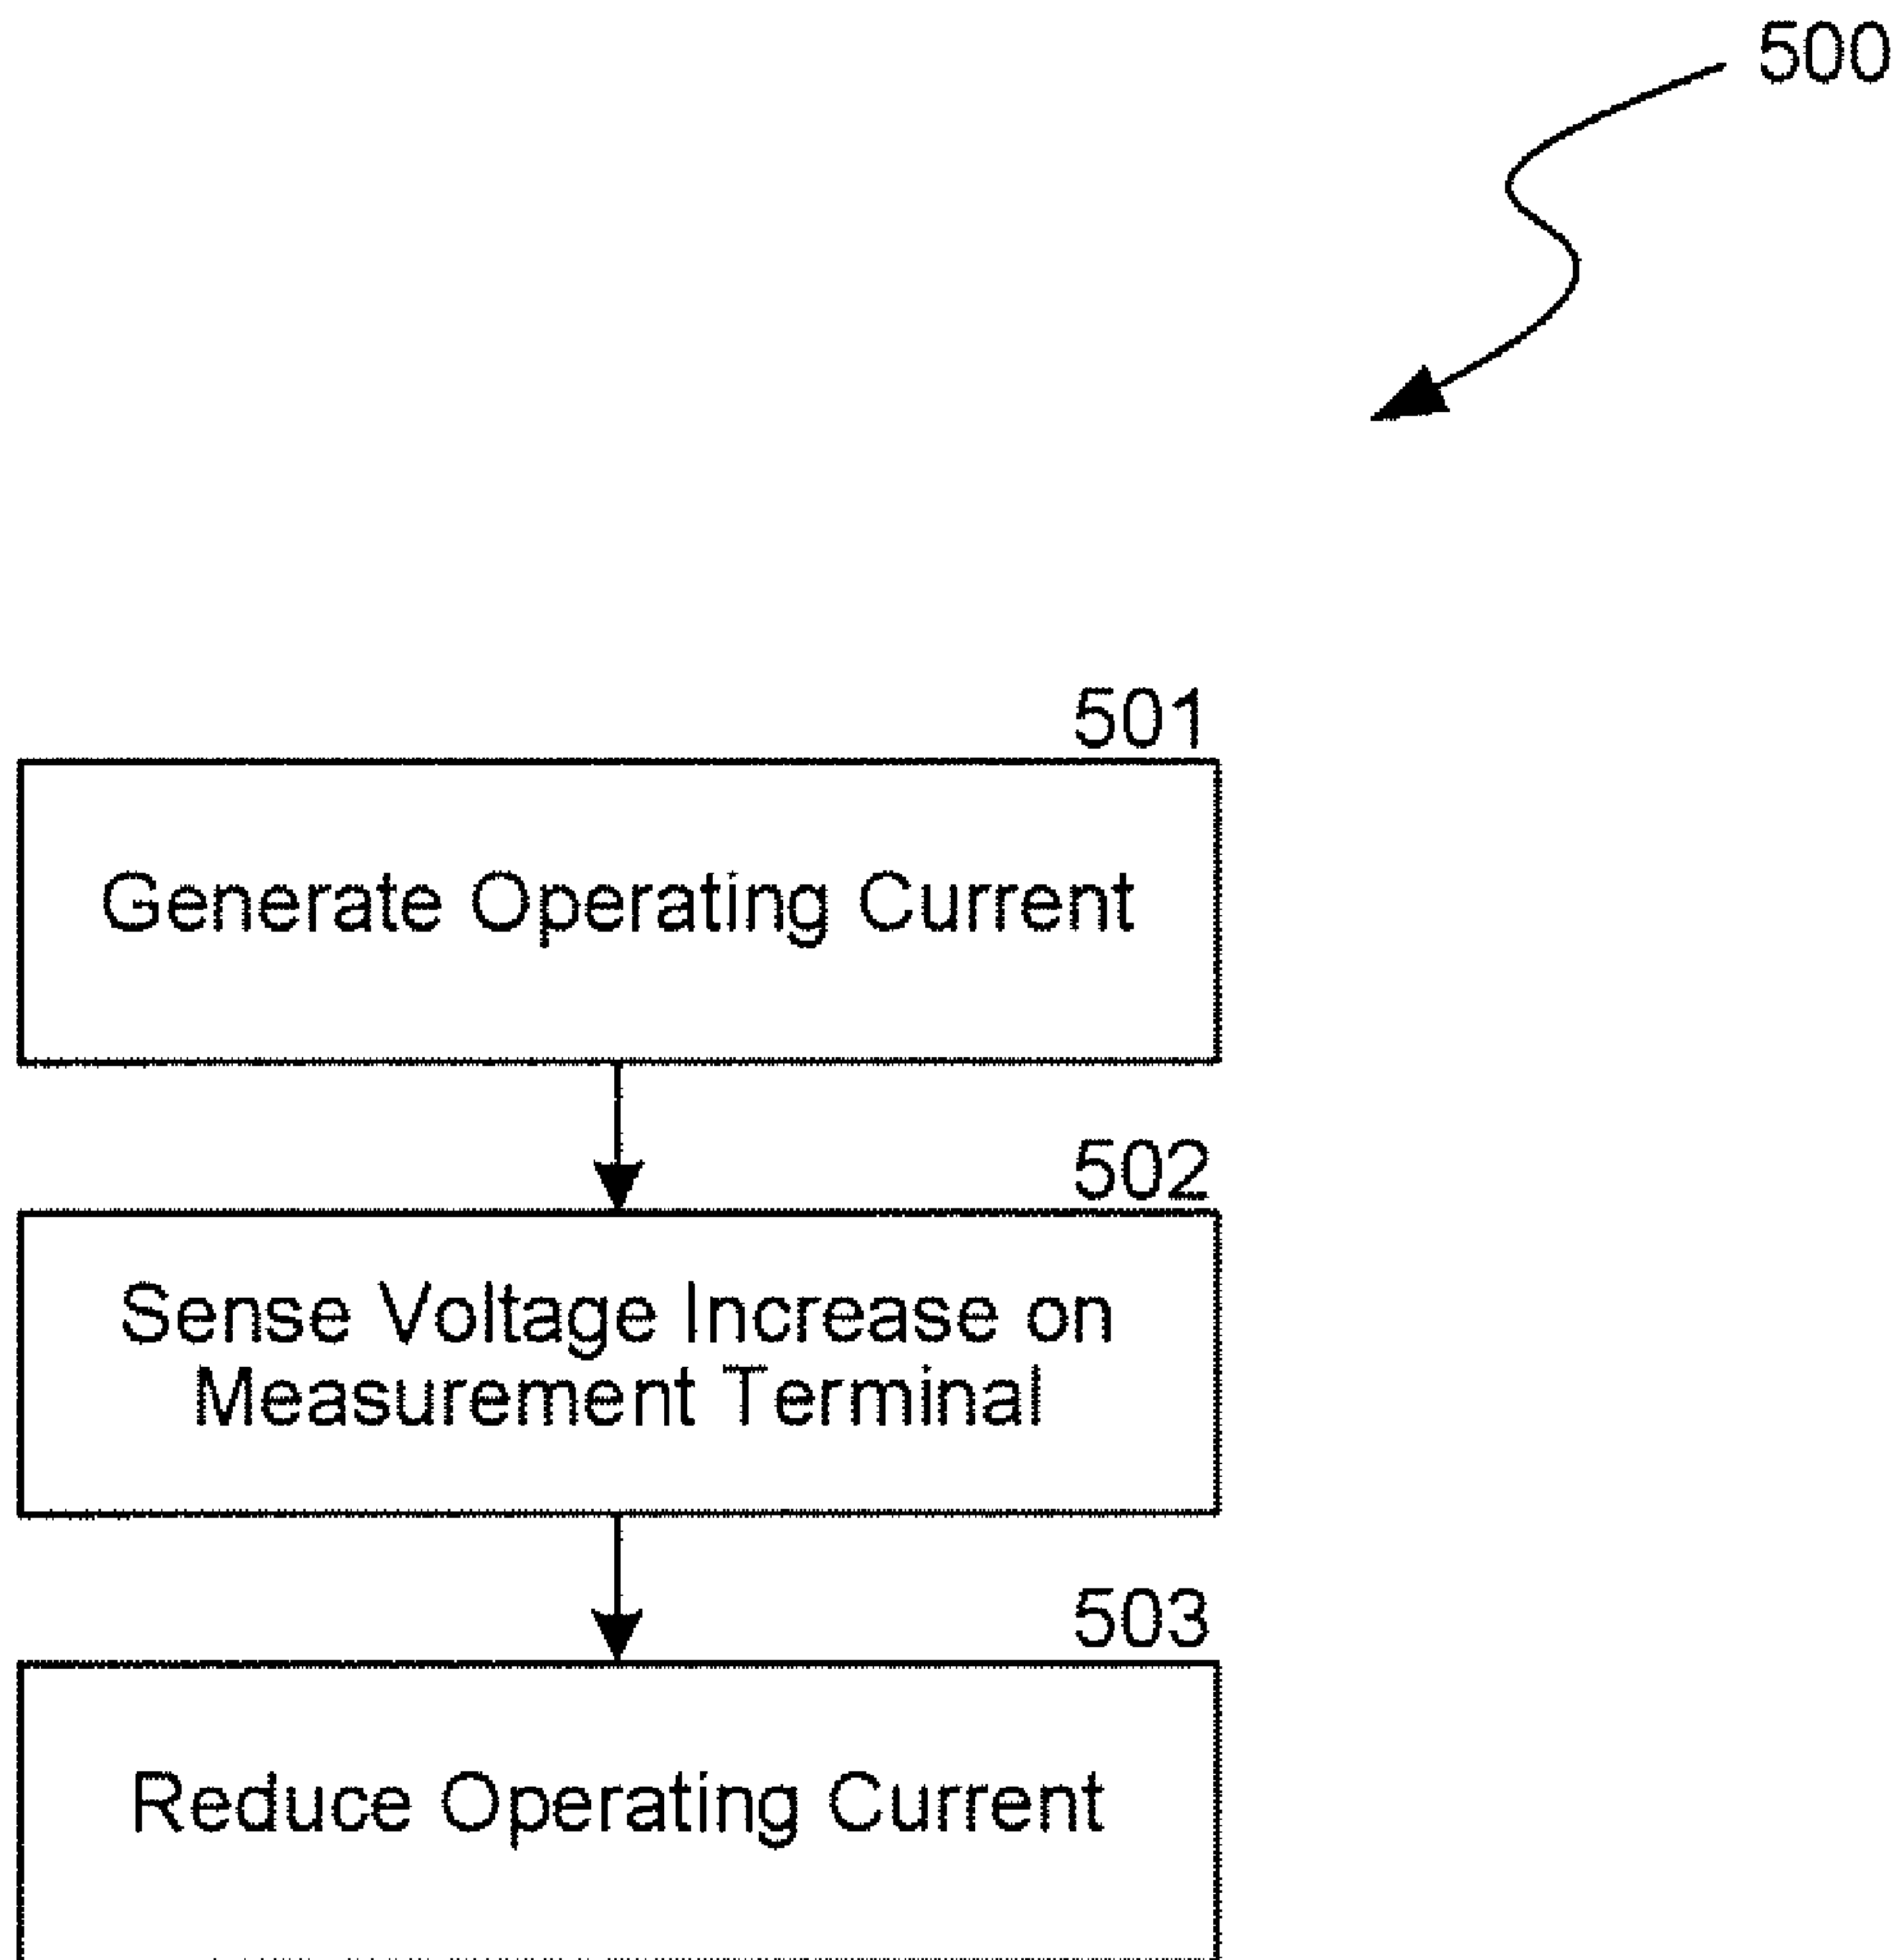 500
501
Generate Operating Current
502
Sense Voltage Increase on
Measurement Terminal
503
Reduce Operating Current